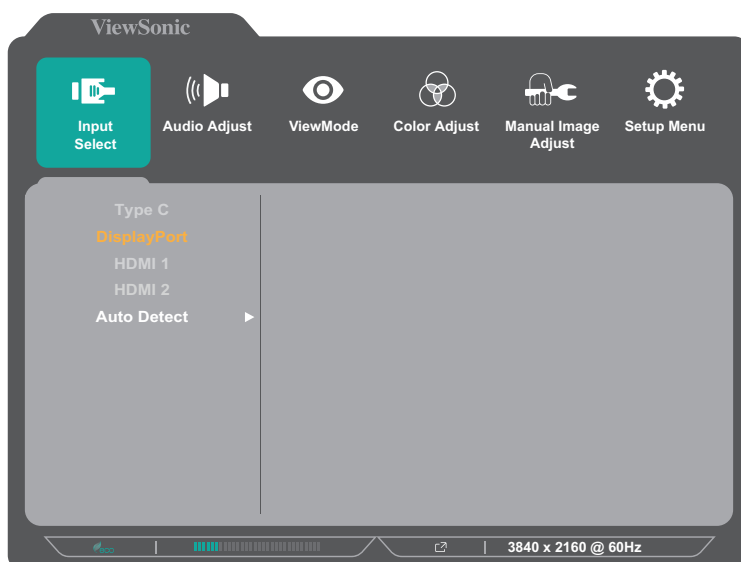 ViewSonic
Input Select
Audio Adjust
ViewMode
Color Adjust
Manual Image Adjust
Setup Menu
Type C
DisplayPort
HDMI 1
HDMI 2
Auto Detect
eco
3840 x 2160 @ 60Hz